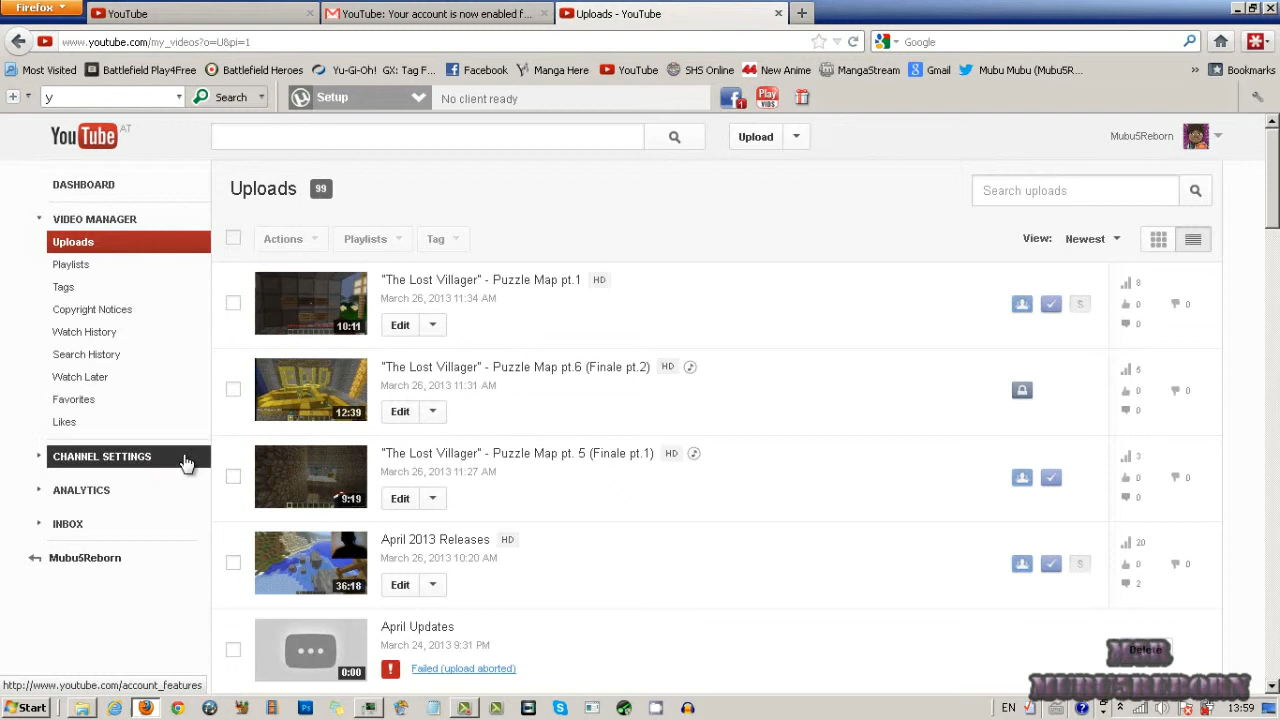 Firefox
YouTube
YouTube: Your account is now enabled f...
Uploads - YouTube
www.youtube.com/my_videos?o=U&pi=1
Google
Most Visited
Battlefield Play4Free
Battlefield Heroes
Yu-Gi-Oh! GX: Tag F...
Facebook
Manga Here
YouTube
SHS Online
New Anime
MangaStream
Gmail
Mubu Mubu (Mubu5R...
Bookmarks
y
Search
Setup
No client ready
1
Play
VIDS
YouTube AT
Upload
Mubu5Reborn
DASHBOARD
VIDEO MANAGER
Uploads
Playlists
Tags
Copyright Notices
Watch History
Search History
Watch Later
Favorites
Likes
CHANNEL SETTINGS
ANALYTICS
INBOX
Mubu5Reborn
Uploads 99
Search uploads
Actions
Playlists
Tag
View: Newest
"The Lost Villager" - Puzzle Map pt.1 HD
March 26, 2013 11:34 AM
10:11
Edit
S
8
0
0
0
"The Lost Villager" - Puzzle Map pt.6 (Finale pt.2) HD
March 26, 2013 11:31 AM
12:39
Edit
5
0
0
0
"The Lost Villager" - Puzzle Map pt. 5 (Finale pt.1) HD
March 26, 2013 11:27 AM
9:19
Edit
3
0
0
0
April 2013 Releases HD
March 26, 2013 10:20 AM
36:18
Edit
S
20
0
0
2
April Updates
March 24, 2013 9:31 PM
0:00
Failed (upload aborted)
Delete
MUBU5REBORN
http://www.youtube.com/account_features
Start
EN
13:59